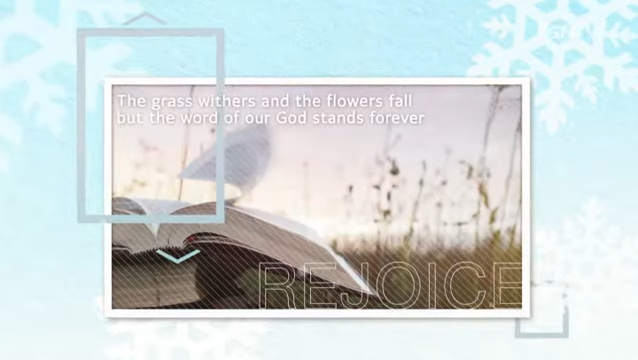 The grass withers and the flowers fall
but the word of our God stands forever
REJOICE